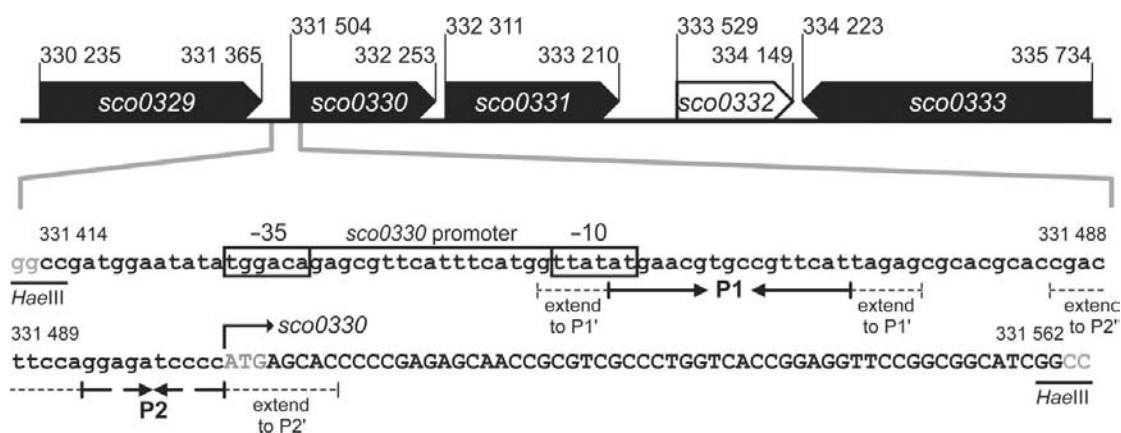 331 504 332 311 333 529 334 223
330 235 331 365 332 253 333 210 334 149 335 734
sco0329 sco0330 sco0331 sco0332 sco0333
-35 sco0330 promoter -10
331 414 331 488
ggccgatggaatatatggacagagcgttcatttcatggttatatgaacgtgccgttcattagagcgcacgcaccgac
HaeIII extend to P1' P1 extend to P1' extenc to P2"
331 489 sco0330 331 562
ttccaggagatccccATGAGCACCCCCGAGAGCAACCGCGTCGCCCTGGTCACCGGAGGTTCCGGCGGCATCGGCC
P2 extend to P2' HaeIII